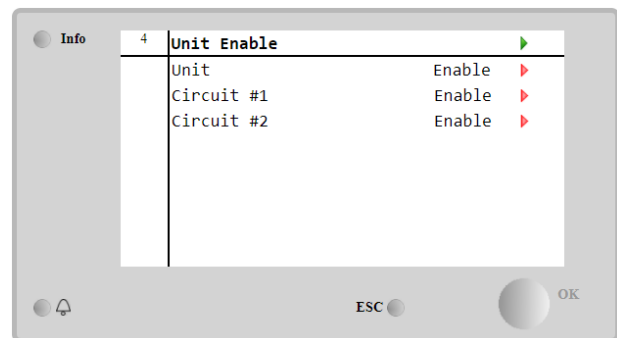 Info
4 Unit Enable
Unit Enable
Circuit #1 Enable
Circuit #2 Enable
ESC
OK